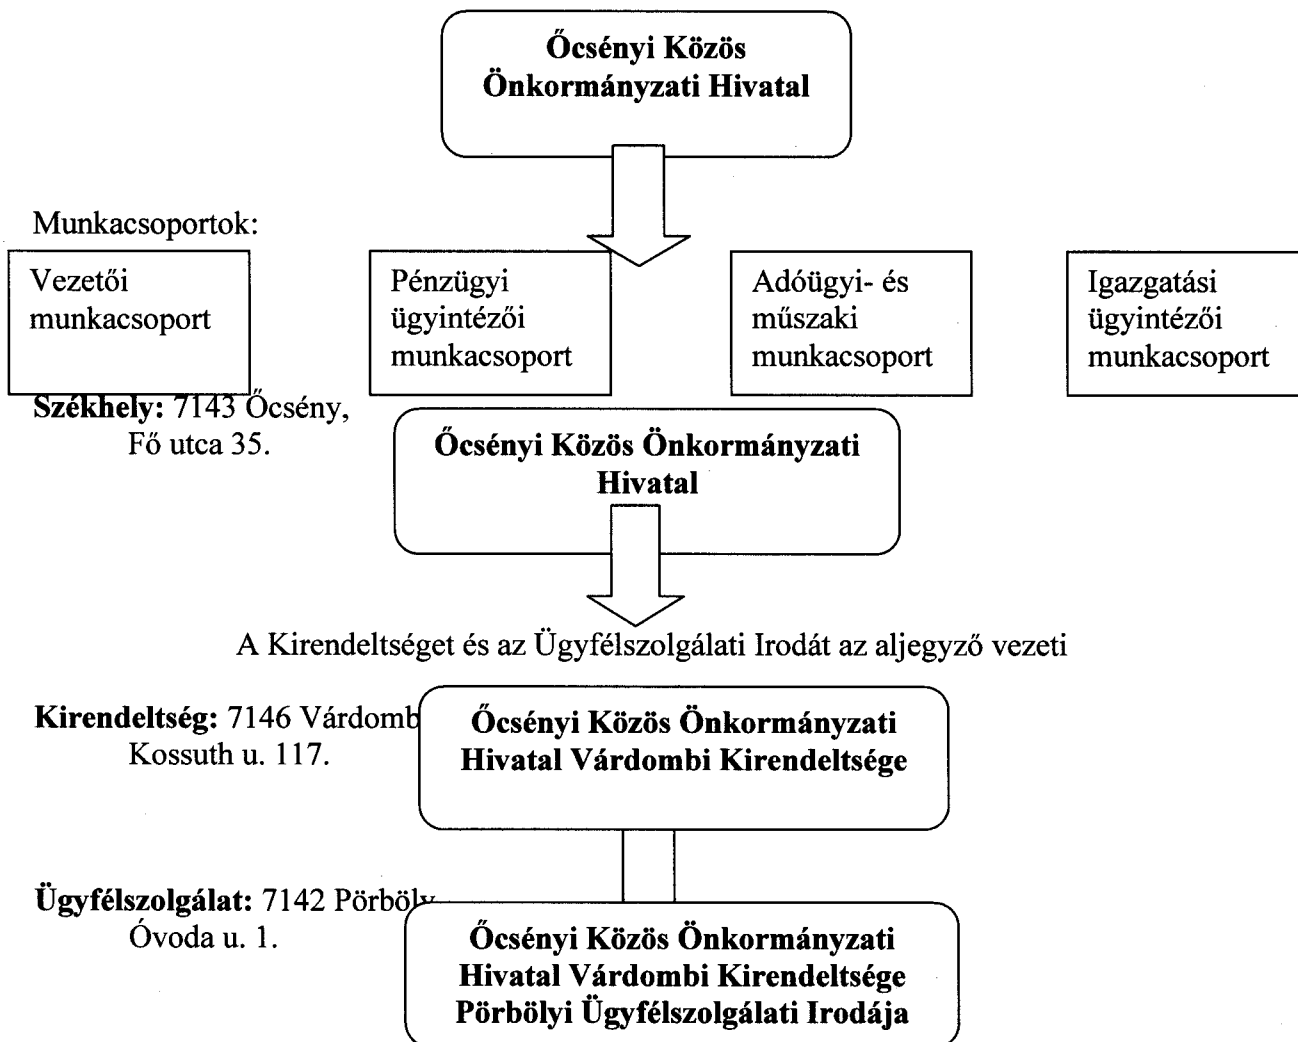 Őcsényi Közös
Önkormányzati Hivatal
Munkacsoportok:
Vezetői
munkacsoport
Pénzügyi
ügyintézői
munkacsoport
Adóügyi- és
műszaki
munkacsoport
Igazgatási
ügyintézői
munkacsoport
Székhely: 7143 Őcsény,
Fő utca 35.
Őcsényi Közös Önkormányzati
Hivatal
A Kirendeltséget és az Ügyfélszolgálati Irodát az aljegyző vezeti
Kirendeltség: 7146 Várdomb
Kossuth u. 117.
Őcsényi Közös Önkormányzati
Hivatal Várdombi Kirendeltsége
Ügyfélszolgálat: 7142 Pörböly
Óvoda u. 1.
Őcsényi Közös Önkormányzati
Hivatal Várdombi Kirendeltsége
Pörbölyi Ügyfélszolgálati Irodája